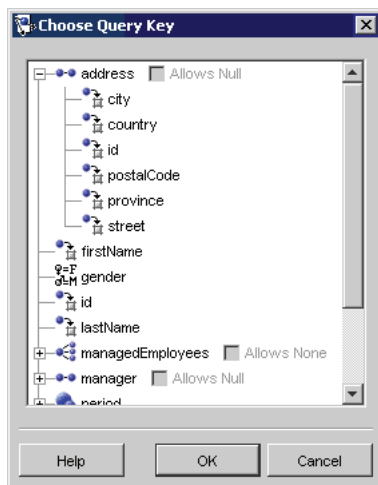 Choose Query Key
address Allows Null
city
country
id
postalCode
province
street
firstName
♀=F
♂=M gender
id
lastName
managedEmployees Allows None
manager Allows Null
period
Help OK Cancel